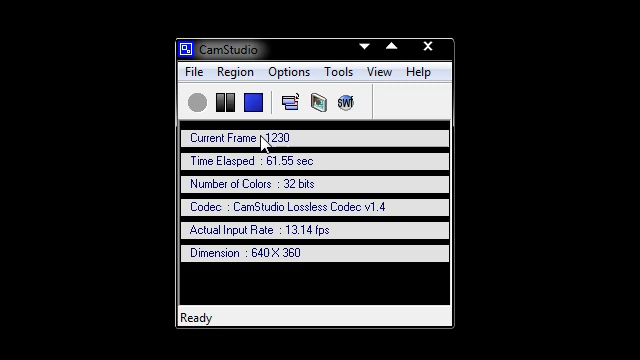 CamStudio
File Region Options Tools View Help
swf
Current Frame : 1230
Time Elasped : 61.55 sec
Number of Colors : 32 bits
Codec : CamStudio Lossless Codec v1.4
Actual Input Rate : 13.14 fps
Dimension : 640 X 360
Ready